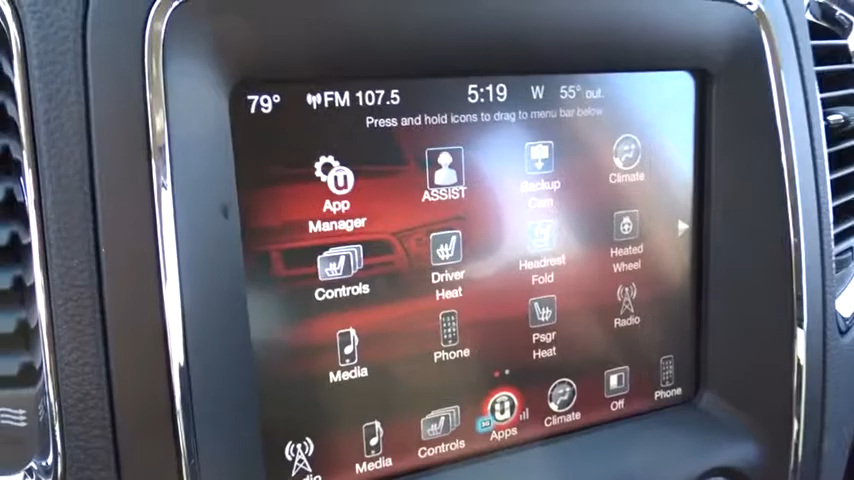 79° FM 107.5 5:19 W 55° out
Press and hold icons to drag to menu bar below
App Manager
ASSIST
Backup Cam
Climate
Controls
Driver Heat
Headrest Fold
Heated Wheel
Media
Phone
Psgr Heat
Radio
Media
Controls
3G
Apps
Climate
Off
Phone